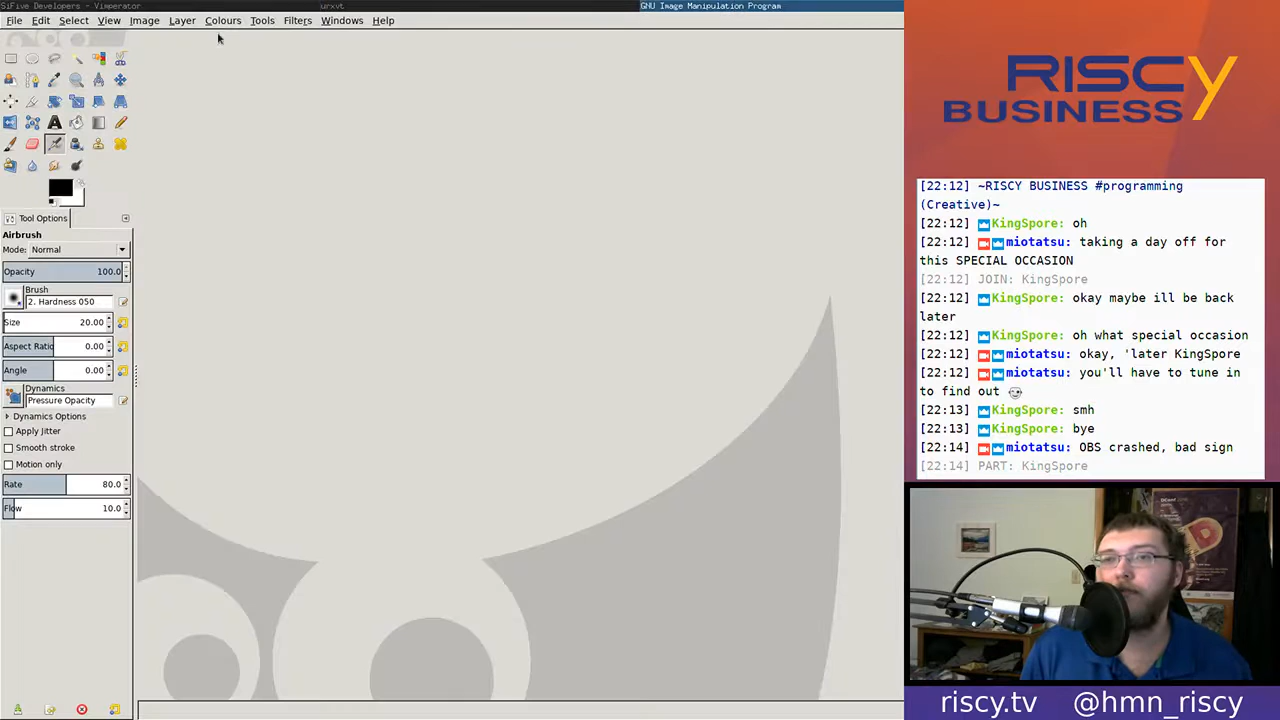 SiFive Developers - Vimperator
urxvt
GNU Image Manipulation Program
File Edit Select View Image Layer Colours Tools Filters Windows Help
Tool Options
Airbrush
Mode: Normal
Opacity 100.0
Brush
2. Hardness 050
Size 20.00
Aspect Ratio 0.00
Angle 0.00
Dynamics
Pressure Opacity
Dynamics Options
Apply Jitter
Smooth stroke
Motion only
Rate 80.0
Flow 10.0
RISCy
BUSINESS
[22:12] ~RISCY BUSINESS #programming
(Creative)~
[22:12] KingSpore: oh
[22:12] miotatsu: taking a day off for
this SPECIAL OCCASION
[22:12] JOIN: KingSpore
[22:12] KingSpore: okay maybe ill be back
later
[22:12] KingSpore: oh what special occasion
[22:12] miotatsu: okay, 'later KingSpore
[22:12] miotatsu: you'll have to tune in
to find out
[22:13] KingSpore: smh
[22:13] KingSpore: bye
[22:14] miotatsu: OBS crashed, bad sign
[22:14] PART: KingSpore
riscy.tv @hmn_riscy